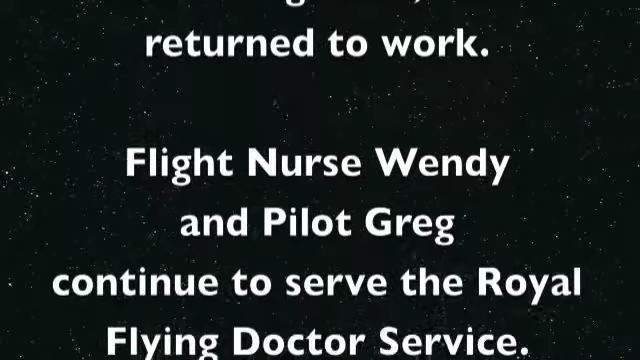 returned to work.
Flight Nurse Wendy
and Pilot Greg
continue to serve the Royal
Flying Doctor Service.